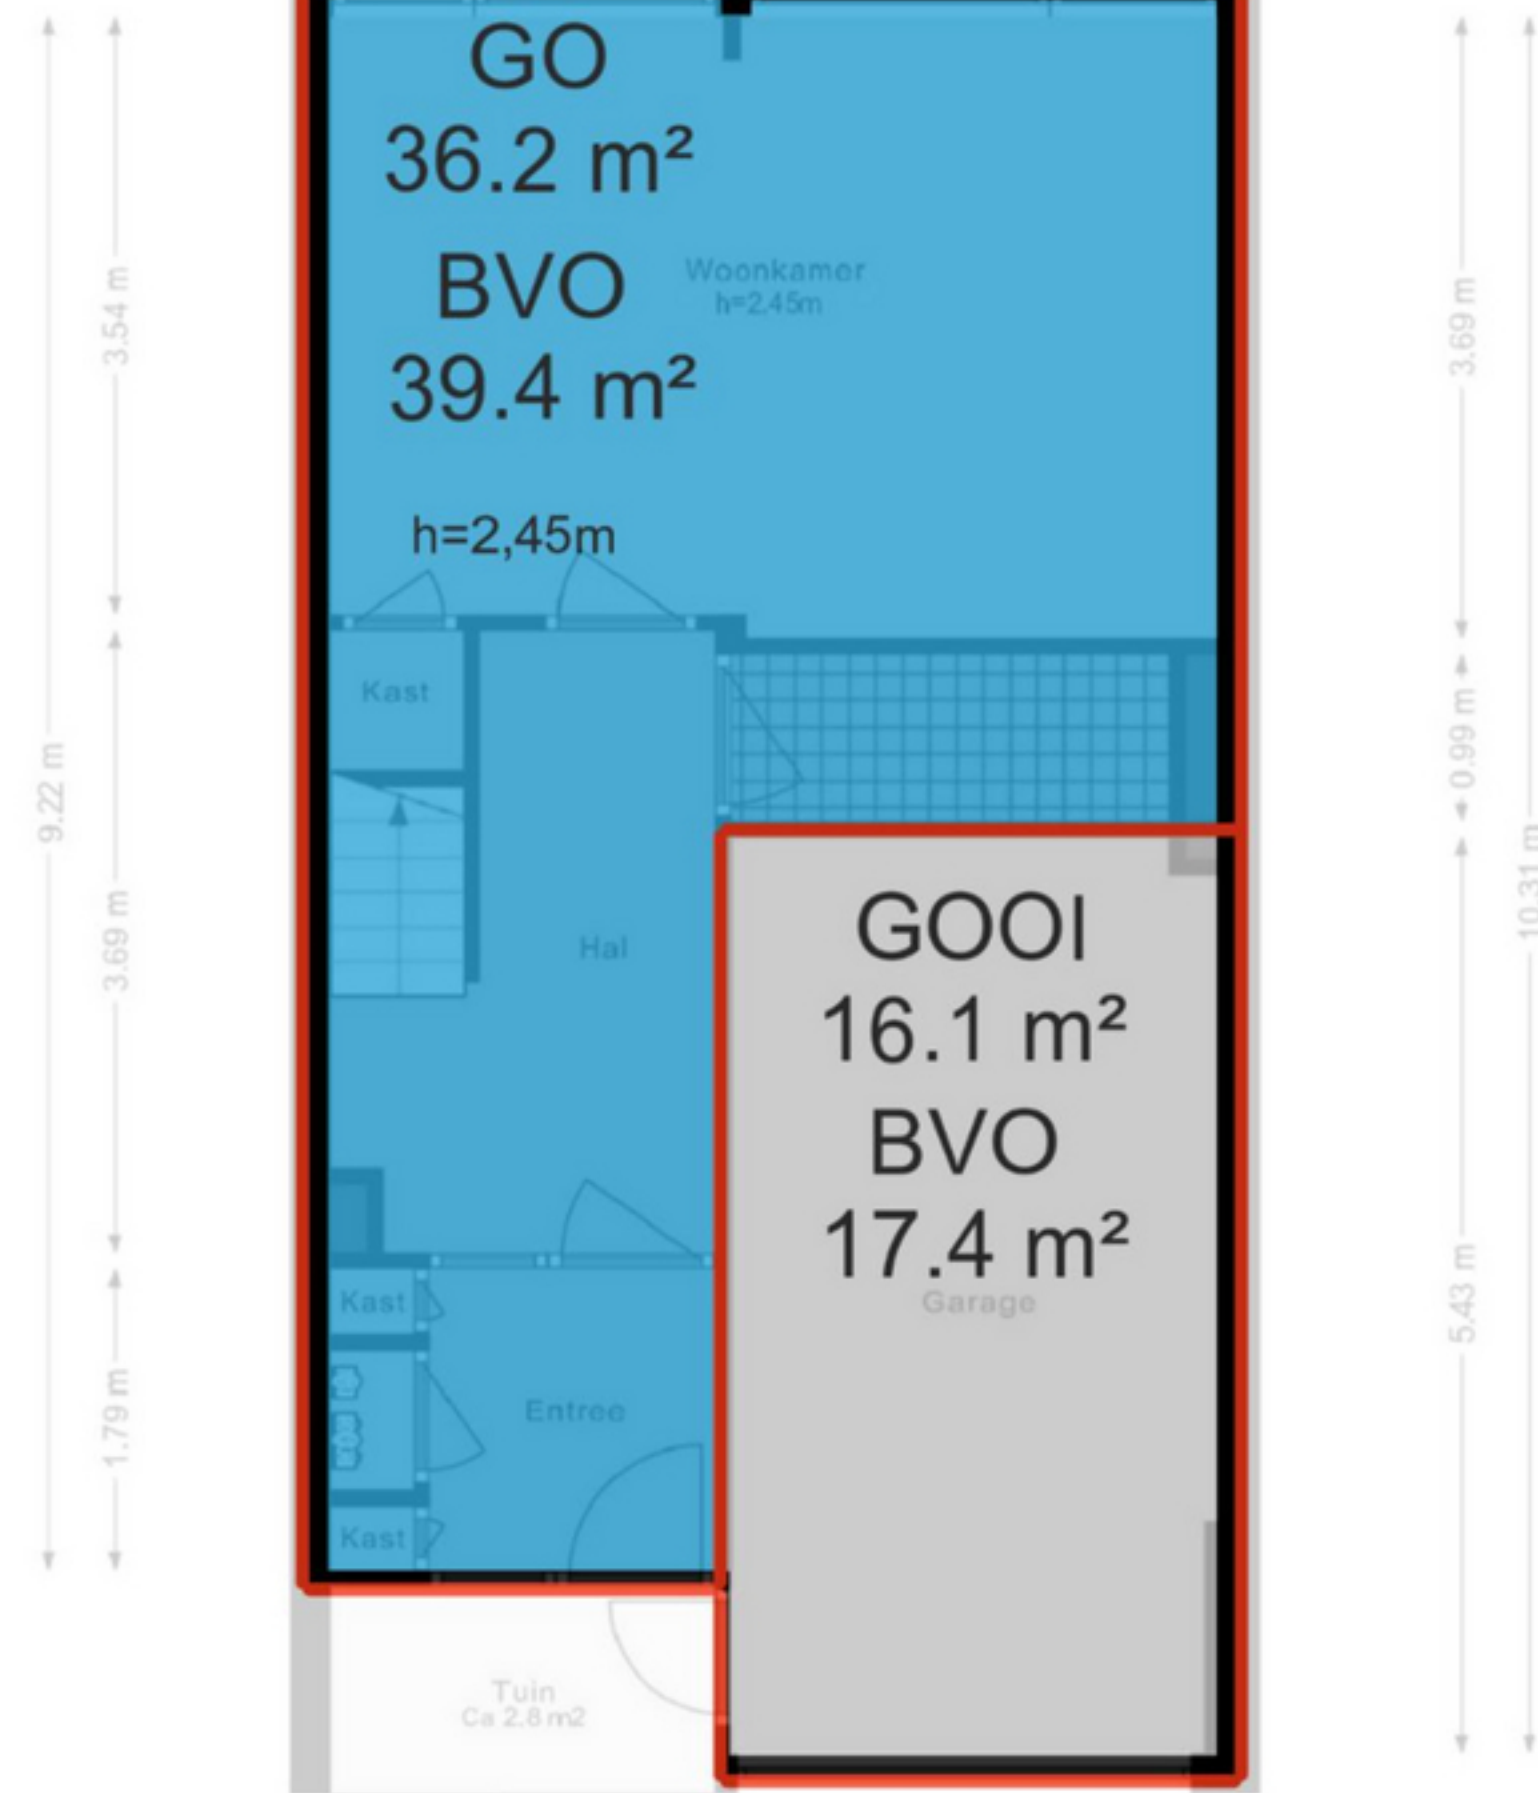 GO
36.2 m²
BVO
39.4 m²
Woonkamer
h=2.45m
h=2,45m
3.54 m
9.22 m
3.69 m
1.79 m
3.69 m
0.99 m
10.31 m
5.43 m
Kast
Hal
GOOI
16.1 m²
BVO
17.4 m²
Garage
Kast
Entree
Kast
Tuin
Ca 2.8 m2